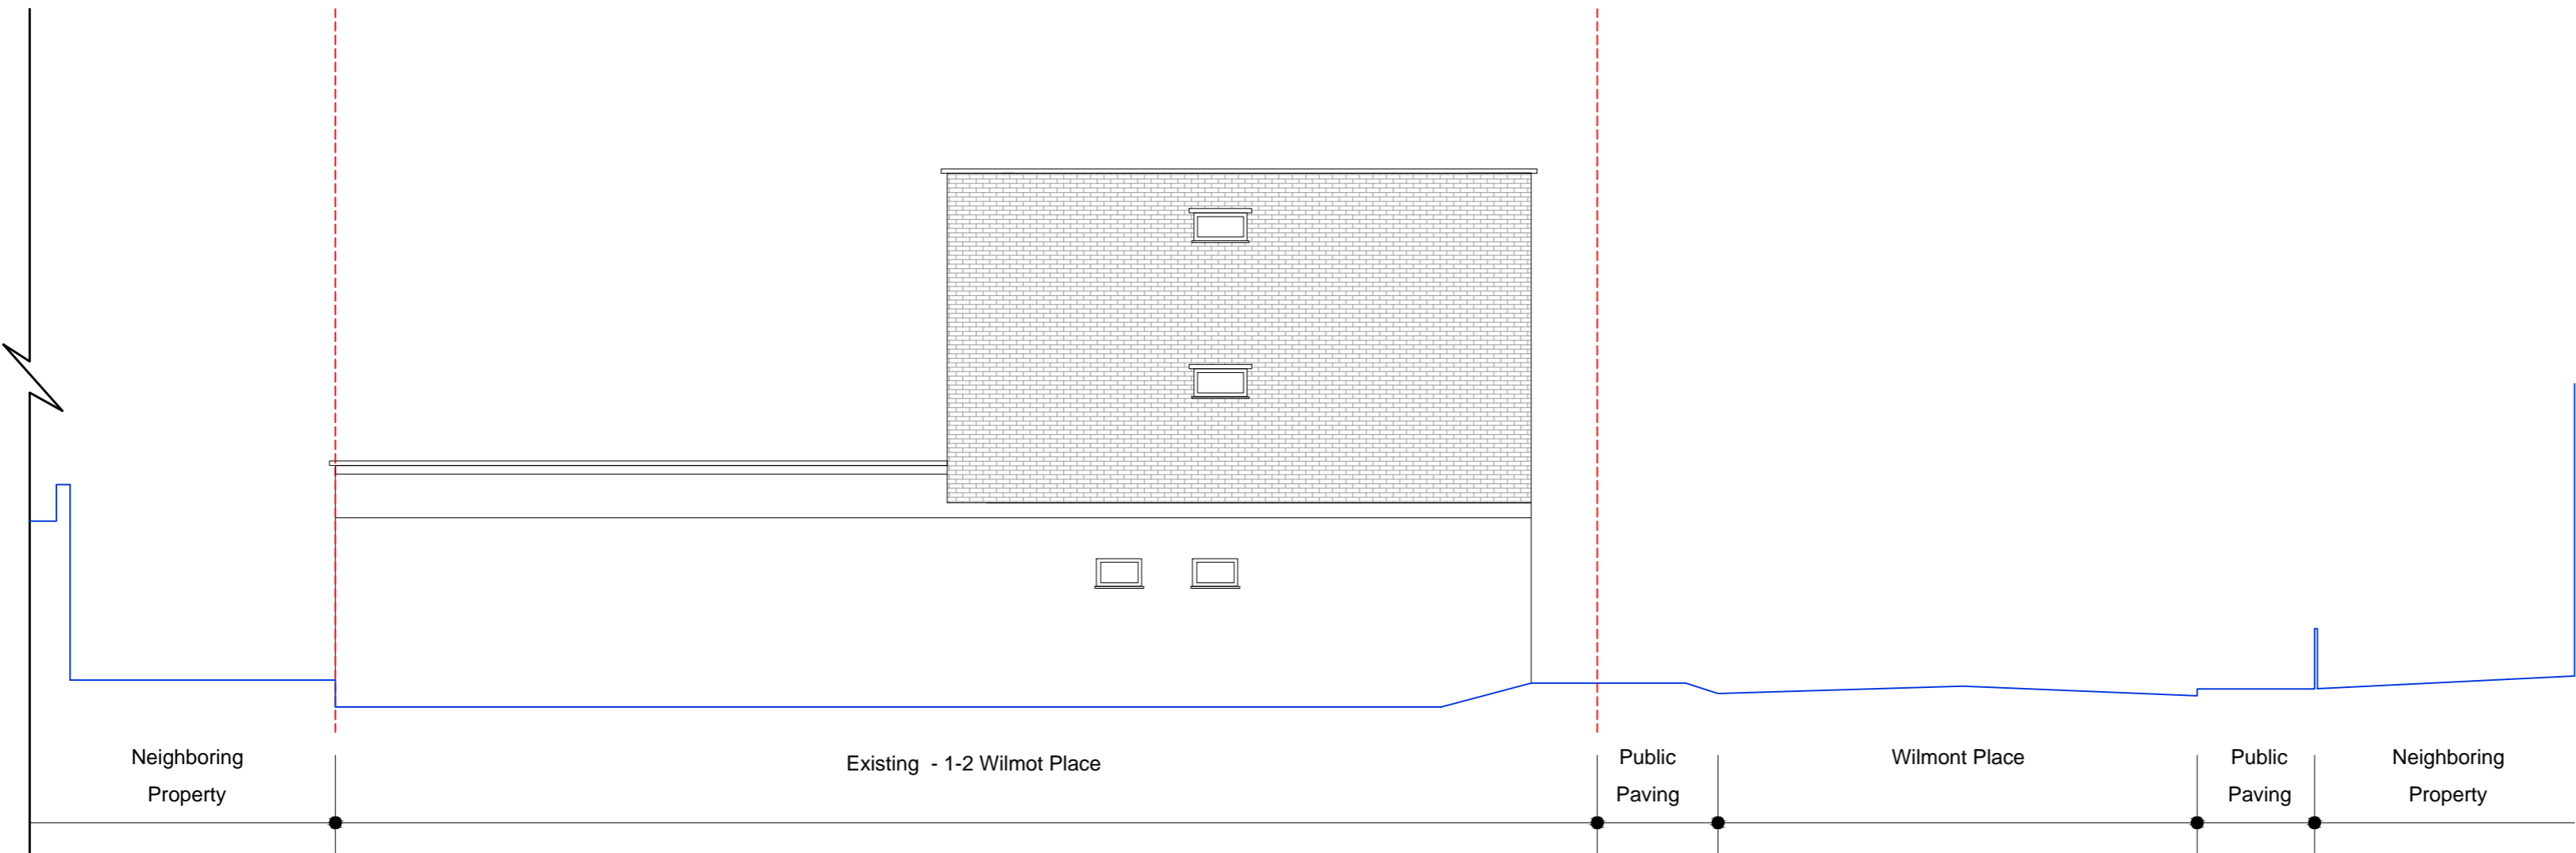 Neighboring
Property
Existing - 1-2 Wilmot Place
Public
Paving
Wilmont Place
Public
Paving
Neighboring
Property